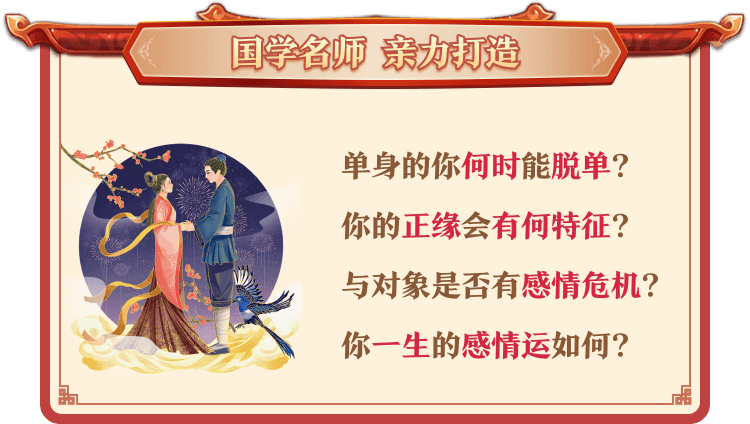 国学名师 亲力打造
单身的你何时能脱单?
你的正缘会有何特征?
与对象是否有感情危机?
你一生的感情运如何?